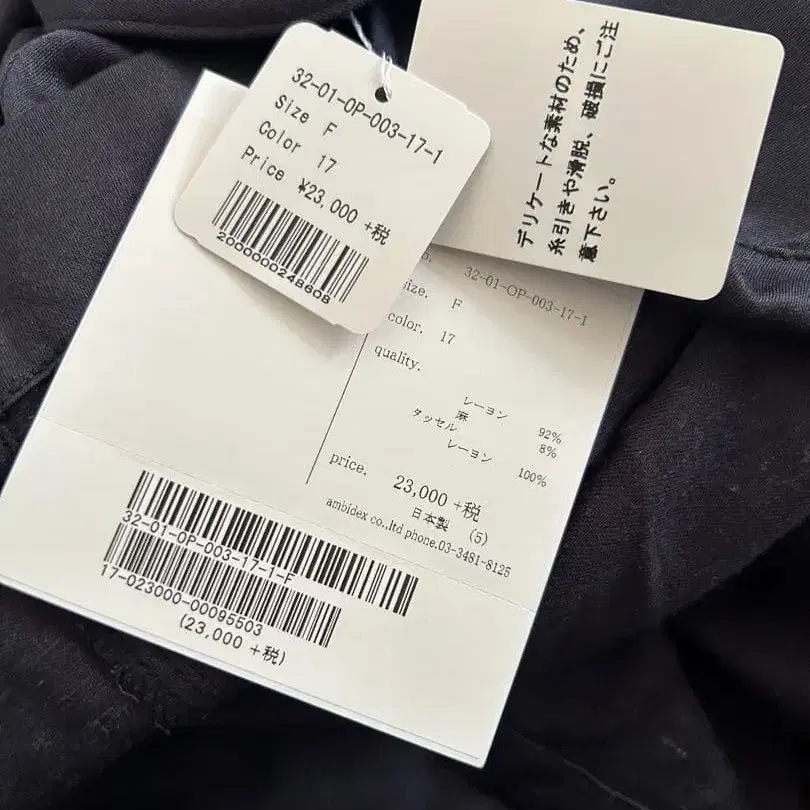 32-01-OP-003-17-1
Size F
Color 17
Price ¥23,000 +税
2000000248608
デリケートな素材のため、
糸引きや滑脱、破損にご注
意下さい。
32-01-OP-003-17-1
size. F
color. 17
quality.
レーヨン 92%
麻 8%
タッセル
レーヨン 100%
price. 23,000 +税
日本製 (5)
ambidex co.,ltd phone.03-3481-8125
32-01-OP-003-17-1-F
17-023000-00095503
(23,000 +税)